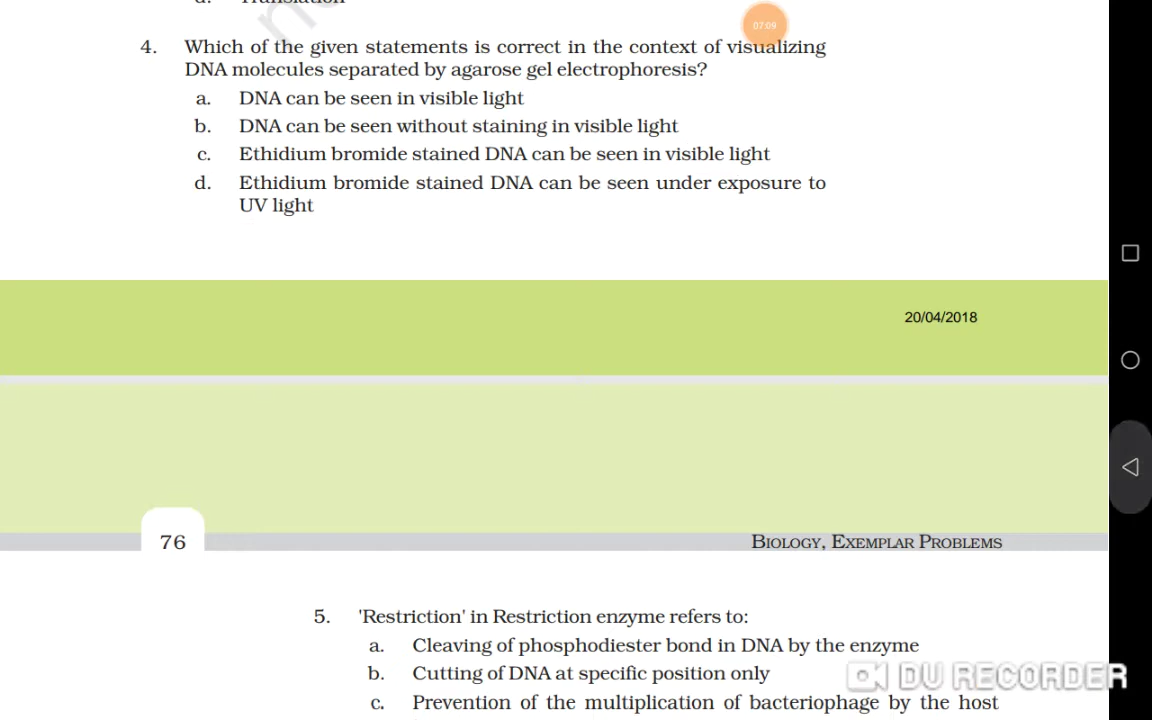 07:09
4. Which of the given statements is correct in the context of visualizing
DNA molecules separated by agarose gel electrophoresis?
a. DNA can be seen in visible light
b. DNA can be seen without staining in visible light
c. Ethidium bromide stained DNA can be seen in visible light
d. Ethidium bromide stained DNA can be seen under exposure to
UV light
20/04/2018
76
BIOLOGY, EXEMPLAR PROBLEMS
5. 'Restriction' in Restriction enzyme refers to:
a. Cleaving of phosphodiester bond in DNA by the enzyme
b. Cutting of DNA at specific position only
DU RECORDER
c. Prevention of the multiplication of bacteriophage by the host